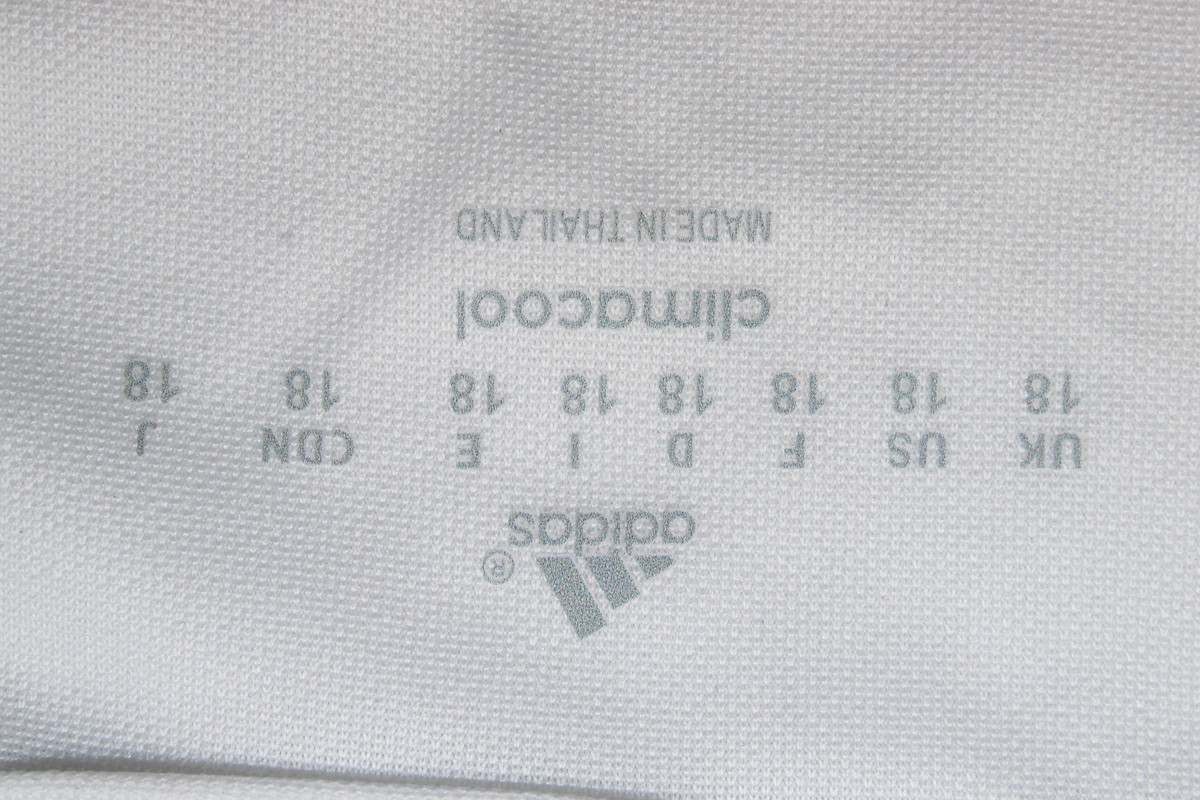 adidas®
UK US F D I E CDN J
18 18 18 18 18 18 18 18
climacool
MADE IN THAILAND